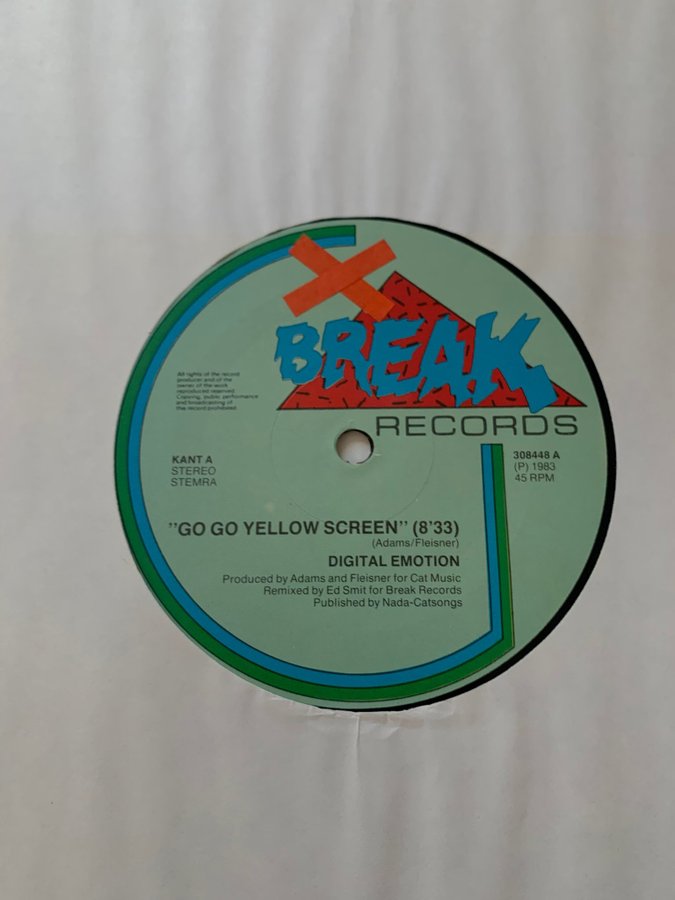 BREAK
RECORDS
All rights of the record
producer and of the
owner of the work
reproduced reserved
Copying, public performance
and broadcasting of
this record prohibited
KANT A
STEREO
STEMRA
308448 A
(P) 1983
45 RPM
"GO GO YELLOW SCREEN" (8'33)
(Adams/Fleisner)
DIGITAL EMOTION
Produced by Adams and Fleisner for Cat Music
Remixed by Ed Smit for Break Records
Published by Nada-Catsongs